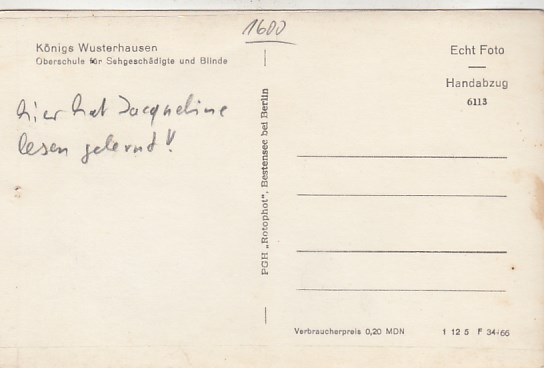 1600
Königs Wusterhausen
Oberschule für Sehgeschädigte und Blinde
hier hat Jacqueline
lesen gelernt!
PGH „Rotophot", Bestensee bei Berlin
Echt Foto
Handabzug
6113
Verbraucherpreis 0,20 MDN 1 12 5 F 34/66